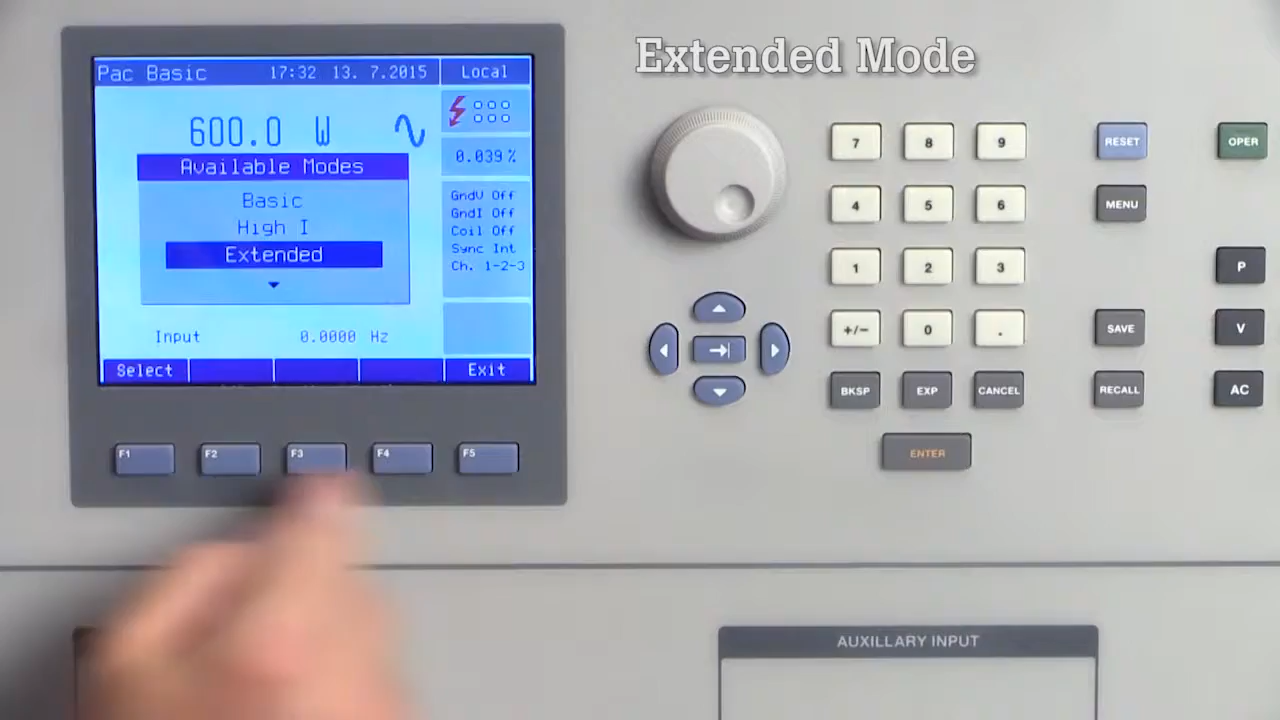 Extended Mode
Pac Basic 17:32 13. 7.2015 Local
600.0 W
0.039 %
Available Modes
Basic
High I
Extended
GndV Off
GndI Off
Coil Off
Sync Int
Ch. 1-2-3
Input 0.0000 Hz
Select Exit
F1 F2 F3 F4 F5
7 8 9 RESET OPER
4 5 6 MENU
1 2 3 P
+/− 0 . SAVE V
BKSP EXP CANCEL RECALL AC
ENTER
AUXILLARY INPUT